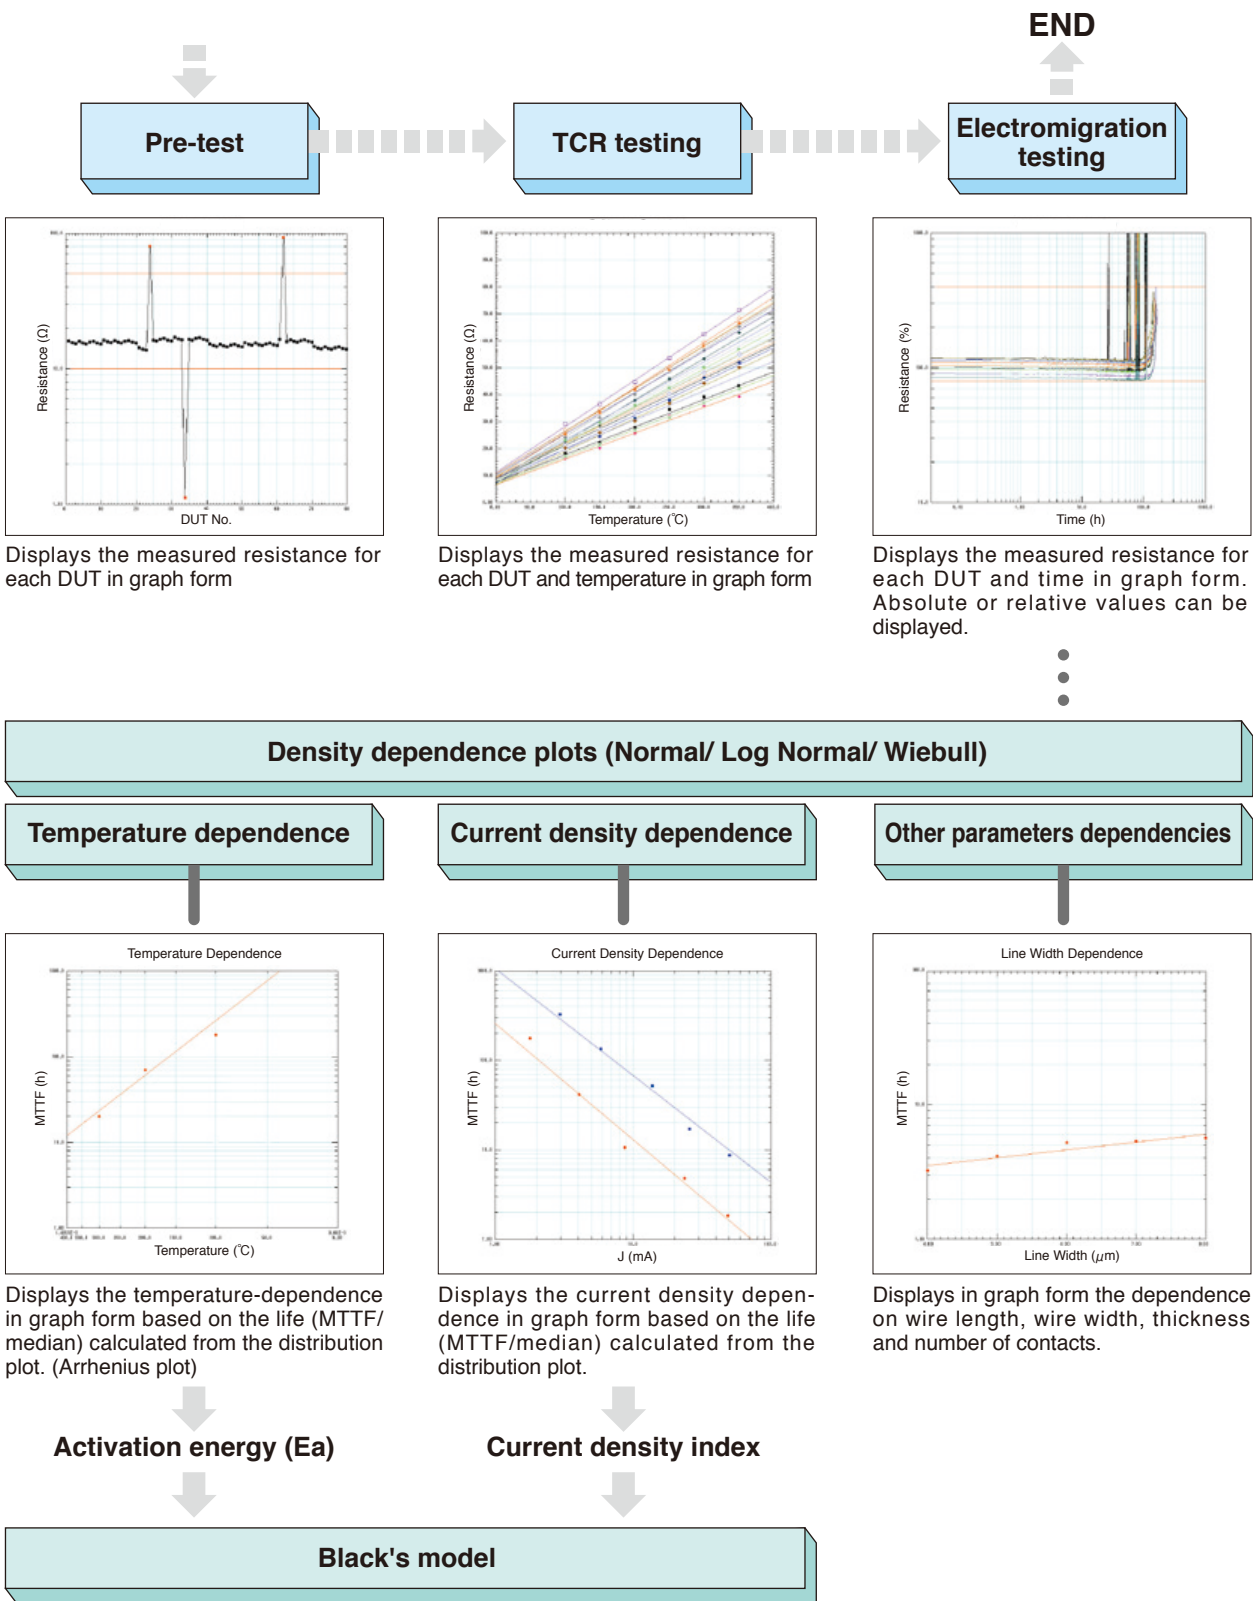 END
Pre-test
TCR testing
Electromigration
testing
Resistance (Ω)
DUT No.
Resistance (Ω)
Temperature (℃)
Resistance (%)
Time (h)
Displays the measured resistance for
each DUT in graph form
Displays the measured resistance for
each DUT and temperature in graph form
Displays the measured resistance for
each DUT and time in graph form.
Absolute or relative values can be
displayed.
Density dependence plots (Normal/ Log Normal/ Wiebull)
Temperature dependence
Current density dependence
Other parameters dependencies
Temperature Dependence
MTTF (h)
Temperature (℃)
Current Density Dependence
MTTF (h)
J (mA)
Line Width Dependence
MTTF (h)
Line Width (μm)
Displays the temperature-dependence
in graph form based on the life (MTTF/
median) calculated from the distribution
plot. (Arrhenius plot)
Displays the current density depen-
dence in graph form based on the life
(MTTF/median) calculated from the
distribution plot.
Displays in graph form the dependence
on wire length, wire width, thickness
and number of contacts.
Activation energy (Ea)
Current density index
Black's model